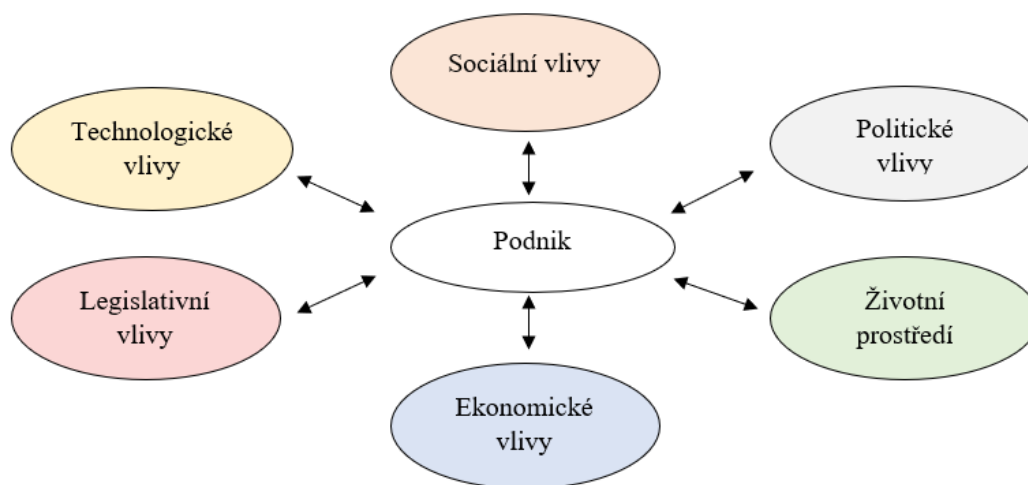 Sociální vlivy
Technologické
vlivy
Politické
vlivy
Podnik
Legislativní
vlivy
Životní
prostředí
Ekonomické
vlivy